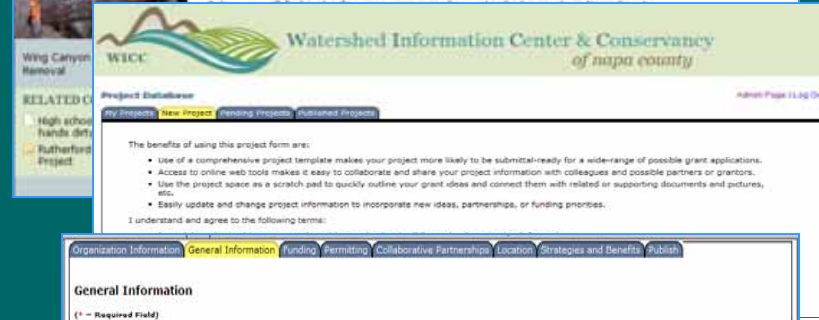 Wing Canyon
Removal
RELATED
High
hands
Rutherford
Project
WICC
Watershed Information Center & Conservancy
of napa county
Project Database
Admin Page | Log
My Projects New Project Pending Projects Published Projects
The benefits of using this project form are:
• Use of a comprehensive project template makes your project more likely to be submittal-ready for a wide-range of possible grant applications.
• Access to online web tools makes it easy to collaborate and share your project information with colleagues and possible partners or grantors.
• Use the project space as a scratch pad to quickly outline your grant ideas and connect them with related or supporting documents and pictures,
etc.
• Easily update and change project information to incorporate new ideas, partnerships, or funding priorities.
I understand and agree to the following terms:
Organization Information General Information Funding Permitting Collaborative Partnerships Location Strategies and Benefits Publish
General Information
(* = Required Field)